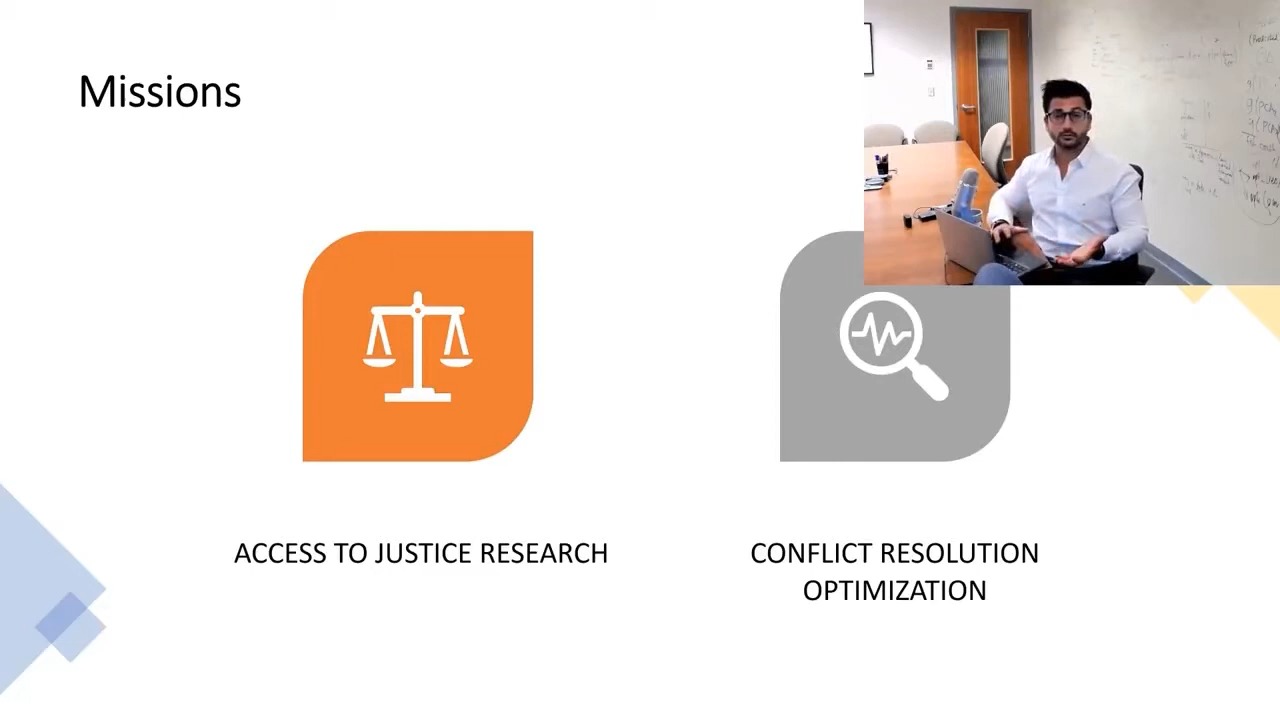 Missions
ACCESS TO JUSTICE RESEARCH
CONFLICT RESOLUTION
OPTIMIZATION